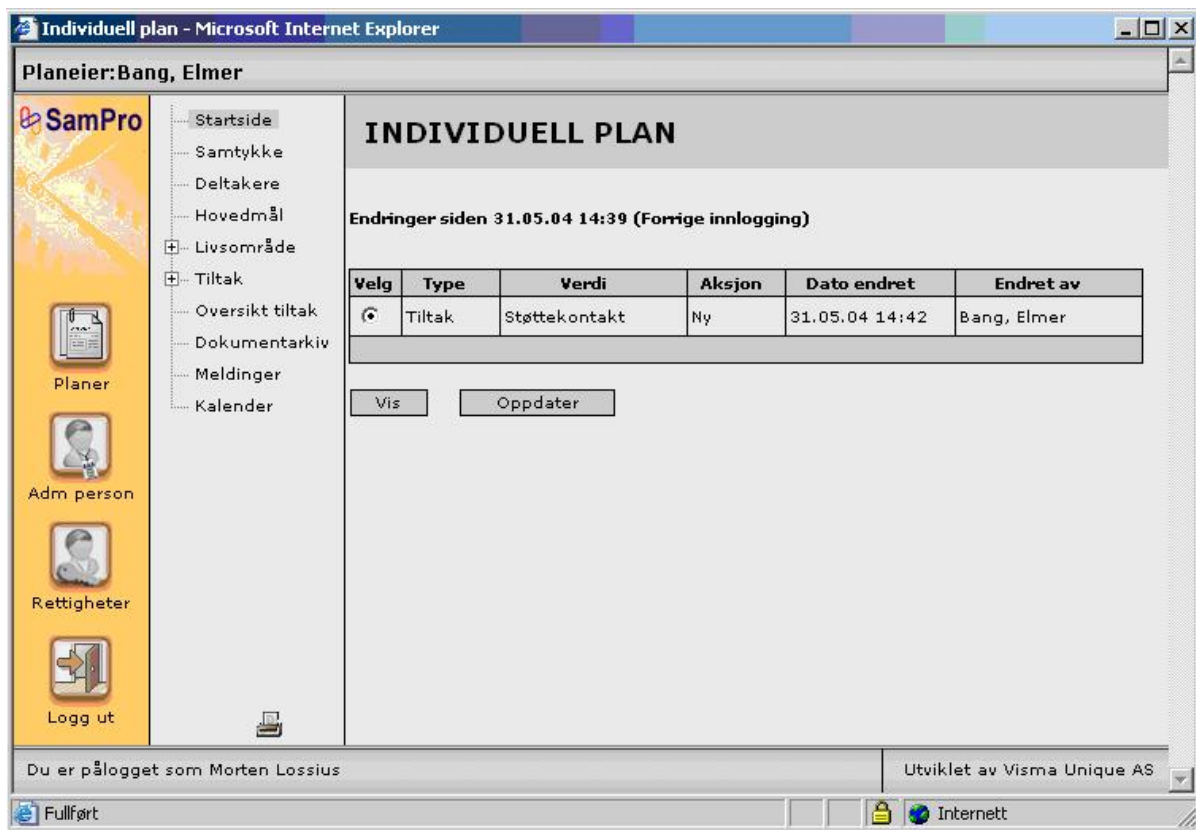 Individuell plan - Microsoft Internet Explorer
Planeier:Bang, Elmer
SamPro
Planer
Adm person
Rettigheter
Logg ut
Startside
Samtykke
Deltakere
Hovedmål
Livsområde
Tiltak
Oversikt tiltak
Dokumentarkiv
Meldinger
Kalender
INDIVIDUELL PLAN
Endringer siden 31.05.04 14:39 (Forrige innlogging)
Velg Type Verdi Aksjon Dato endret Endret av
Tiltak Støttekontakt Ny 31.05.04 14:42 Bang, Elmer
Vis Oppdater
Du er pålogget som Morten Lossius Utviklet av Visma Unique AS
Fullført Internett